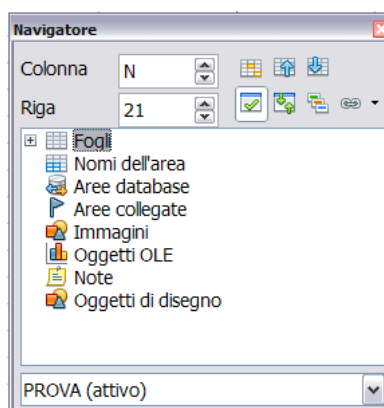 Navigatore
Colonna N
Riga 21
Fogli
Nomi dell'area
Aree database
Aree collegate
Immagini
Oggetti OLE
Note
Oggetti di disegno
PROVA (attivo)